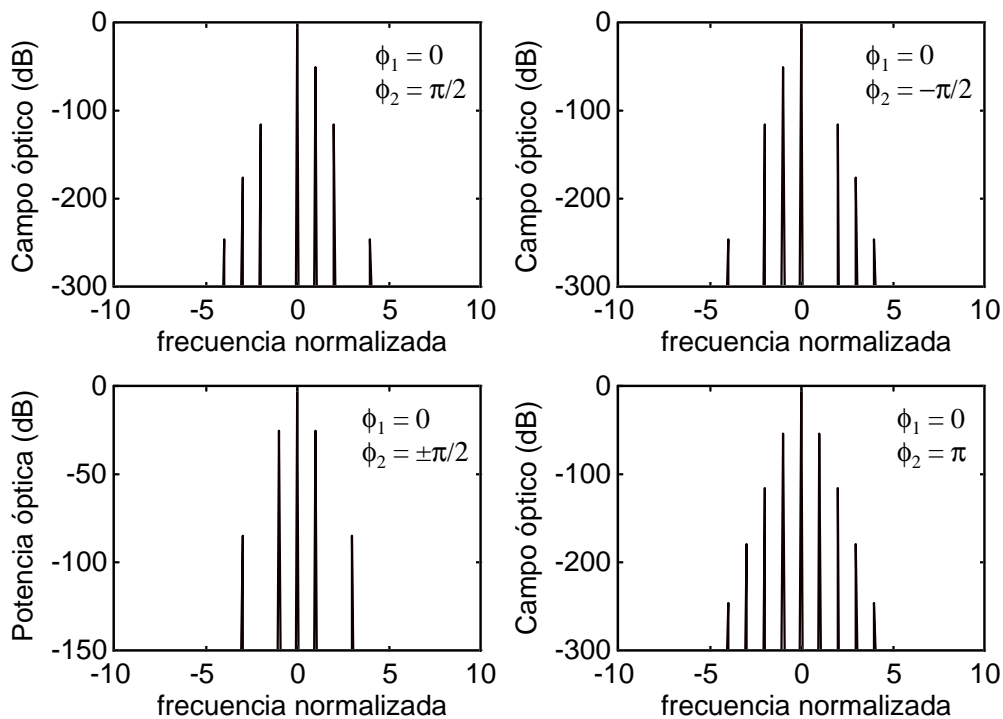 Campo óptico (dB)
0
-100
-200
-300
-10
-5
0
5
10
frecuencia normalizada
ϕ1 = 0
ϕ2 = π/2
Campo óptico (dB)
0
-100
-200
-300
-10
-5
0
5
10
frecuencia normalizada
ϕ1 = 0
ϕ2 = −π/2
Potencia óptica (dB)
0
-50
-100
-150
-10
-5
0
5
10
frecuencia normalizada
ϕ1 = 0
ϕ2 = ±π/2
Campo óptico (dB)
0
-100
-200
-300
-10
-5
0
5
10
frecuencia normalizada
ϕ1 = 0
ϕ2 = π